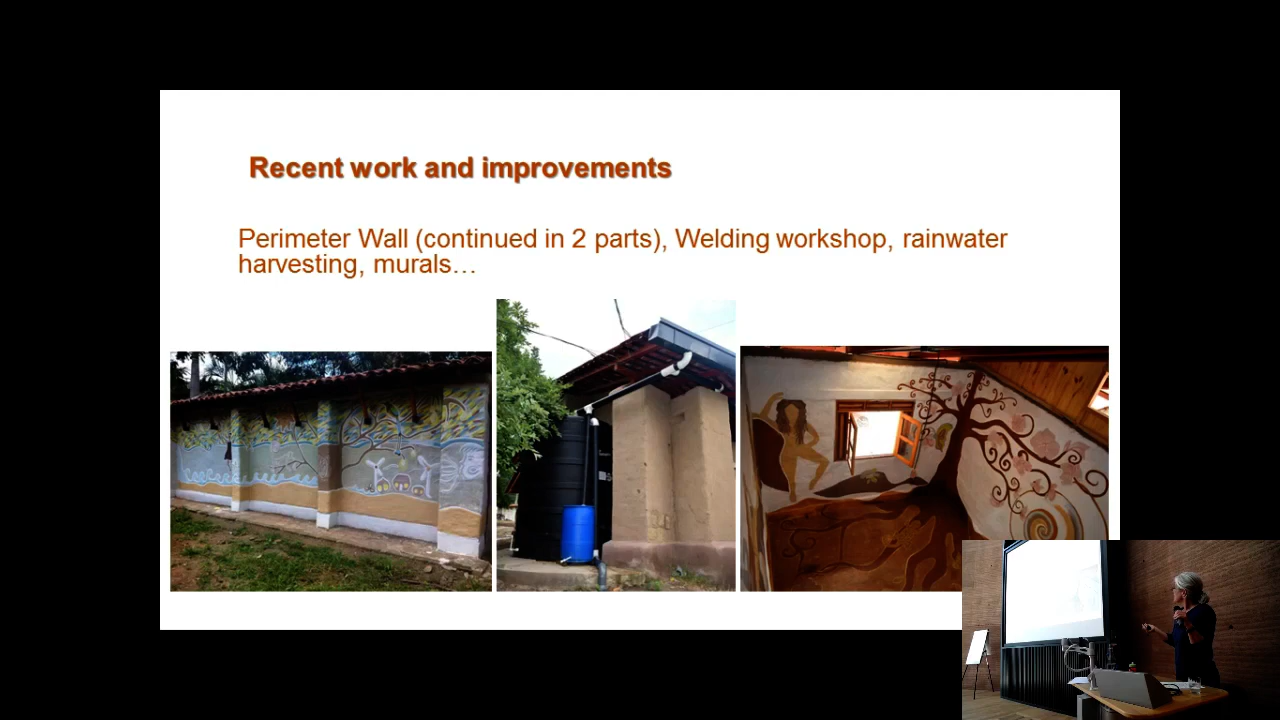 Recent work and improvements
Perimeter Wall (continued in 2 parts), Welding workshop, rainwater
harvesting, murals…